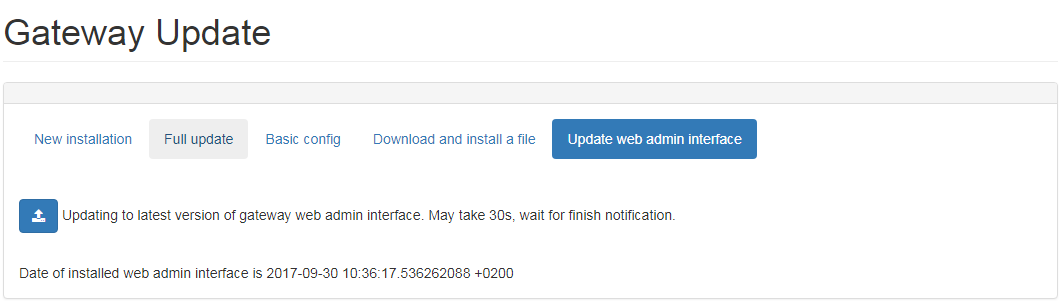 Gateway Update
New installation Full update Basic config Download and install a file Update web admin interface
Updating to latest version of gateway web admin interface. May take 30s, wait for finish notification.
Date of installed web admin interface is 2017-09-30 10:36:17.536262088 +0200